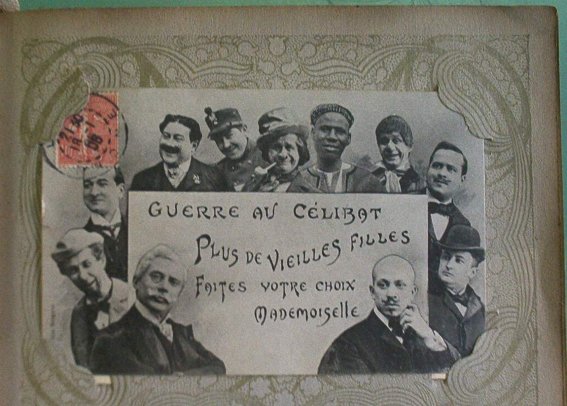 GUERRE AU CÉLIBAT
PLUS DE VIEILLES FILLES
FAITES VOTRE CHOIX
MADEMOISELLE